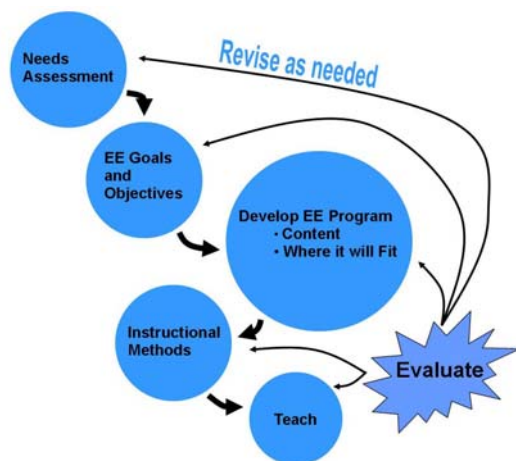 Needs
Assessment
Revise as needed
EE Goals
and
Objectives
Develop EE Program
· Content
· Where it will Fit
Instructional
Methods
Evaluate
Teach